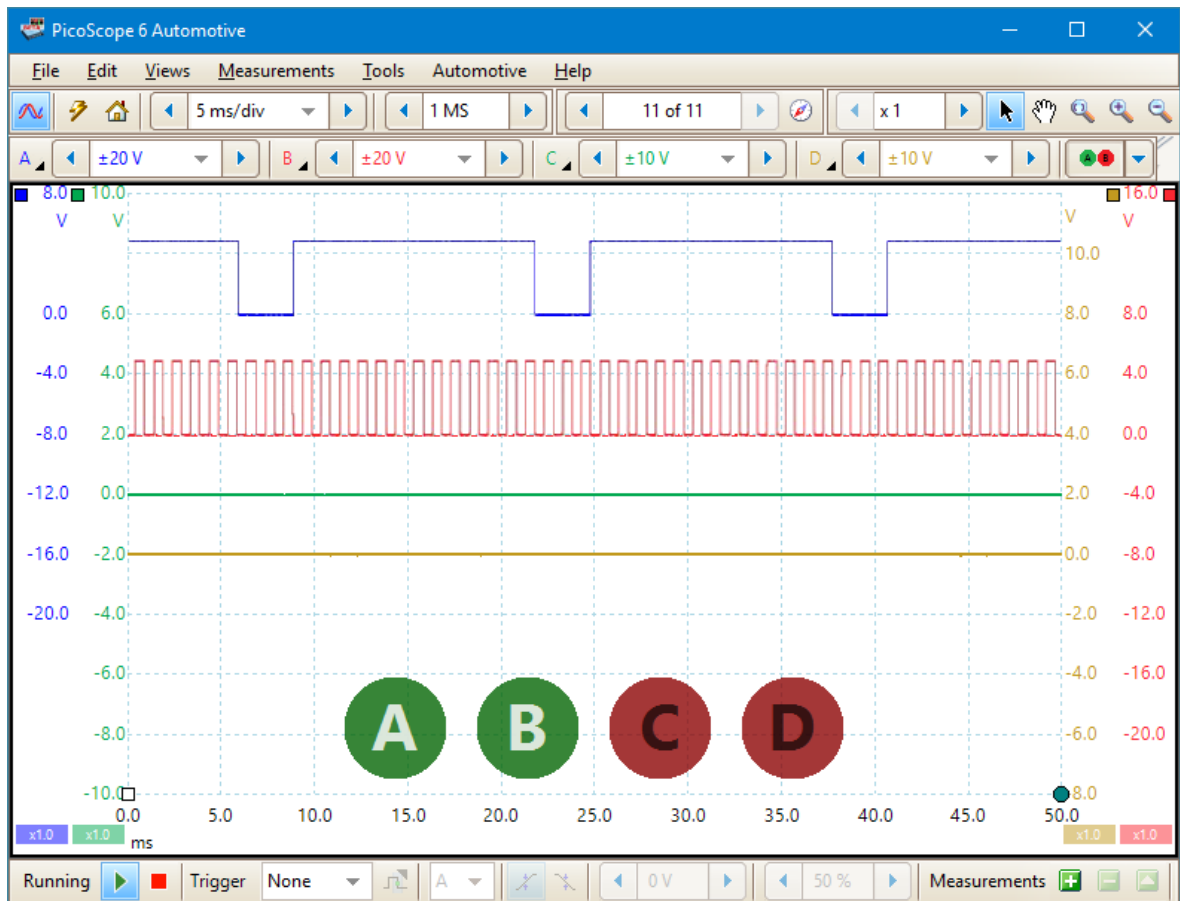 PicoScope 6 Automotive
File Edit Views Measurements Tools Automotive Help
5 ms/div 1 MS 11 of 11 x 1
A ±20 V B ±20 V C ±10 V D ±10 V A B
8.0 10.0 16.0
V V V V
10.0
0.0 6.0 8.0 8.0
-4.0 4.0 6.0 4.0
-8.0 2.0 4.0 0.0
-12.0 0.0 2.0 -4.0
-16.0 -2.0 0.0 -8.0
-20.0 -4.0 -2.0 -12.0
-6.0 -4.0 -16.0
A B C D
-8.0 -6.0 -20.0
-10.0 8.0
0.0 5.0 10.0 15.0 20.0 25.0 30.0 35.0 40.0 45.0 50.0
x1.0 x1.0 ms x1.0 x1.0
Running Trigger None A 0 V 50 % Measurements